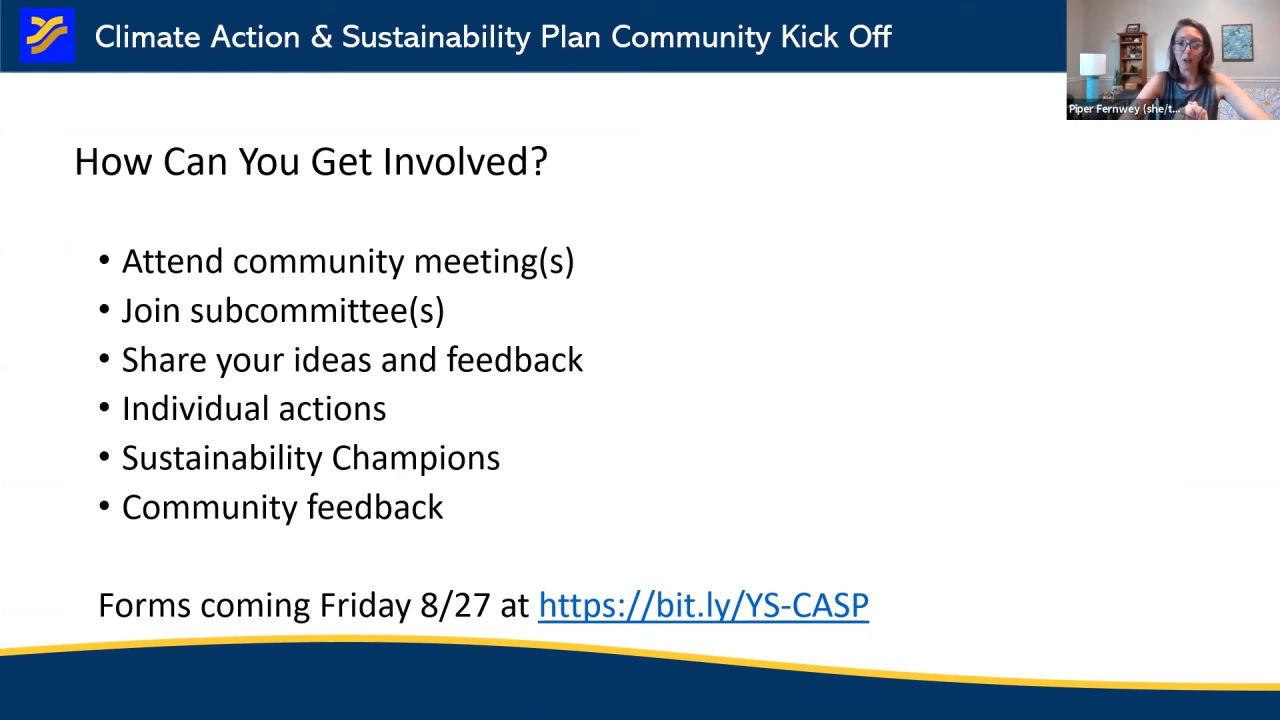 Climate Action & Sustainability Plan Community Kick Off
Piper Fernwey (she/t...
How Can You Get Involved?
• Attend community meeting(s)
• Join subcommittee(s)
• Share your ideas and feedback
• Individual actions
• Sustainability Champions
• Community feedback
Forms coming Friday 8/27 at https://bit.ly/YS-CASP